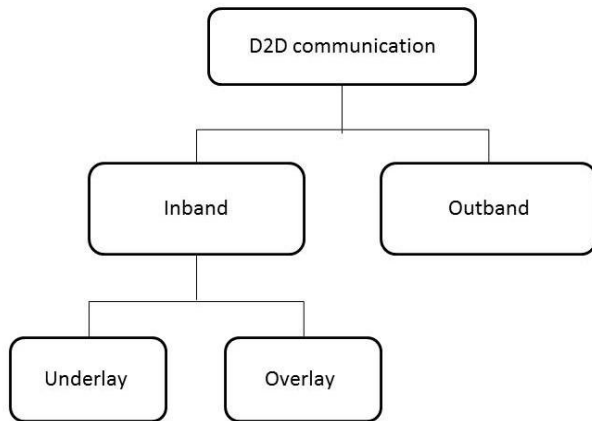 D2D communication
Inband
Outband
Underlay
Overlay